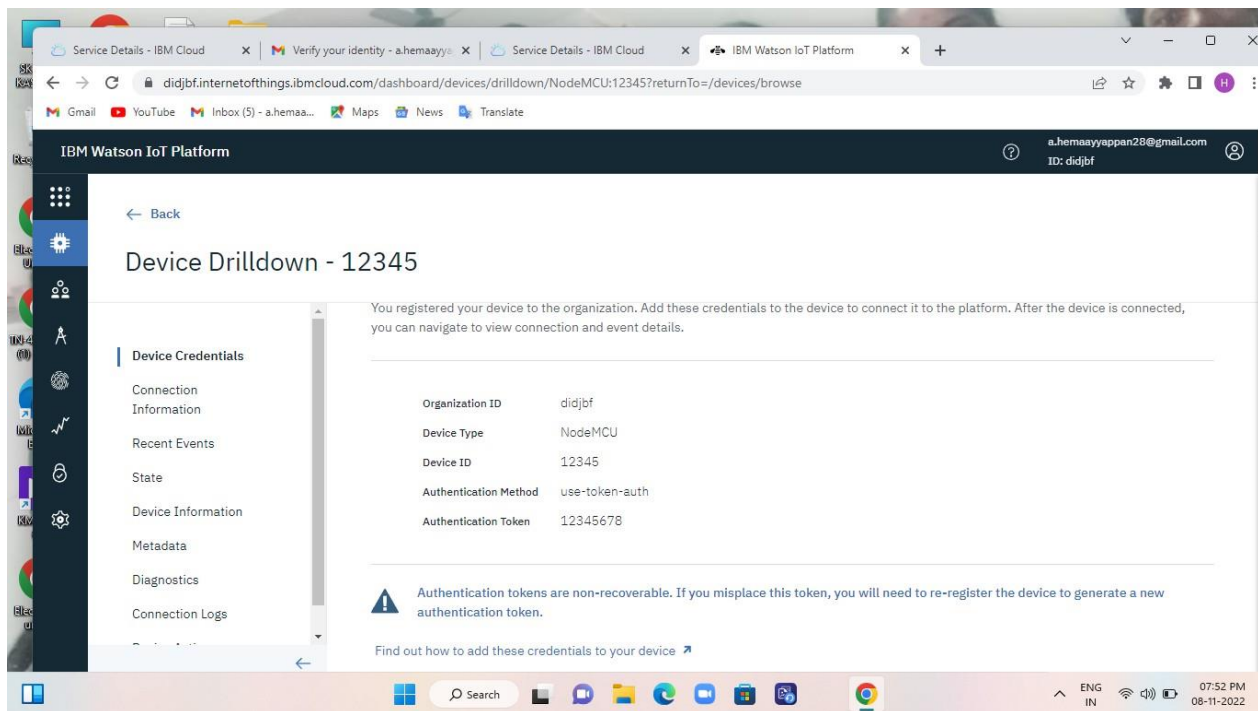 Service Details - IBM Cloud
Verify your identity - a.hemaayya
Service Details - IBM Cloud
IBM Watson IoT Platform
didjbf.internetofthings.ibmcloud.com/dashboard/devices/drilldown/NodeMCU:12345?returnTo=/devices/browse
H
Gmail
YouTube
Inbox (5) - a.hemaa...
Maps
News
Translate
IBM Watson IoT Platform
a.hemaayyappan28@gmail.com
ID: didjbf
Back
Device Drilldown - 12345
Device Credentials
Connection
Information
Recent Events
State
Device Information
Metadata
Diagnostics
Connection Logs
You registered your device to the organization. Add these credentials to the device to connect it to the platform. After the device is connected,
you can navigate to view connection and event details.
Organization ID didjbf
Device Type NodeMCU
Device ID 12345
Authentication Method use-token-auth
Authentication Token 12345678
Authentication tokens are non-recoverable. If you misplace this token, you will need to re-register the device to generate a new
authentication token.
Find out how to add these credentials to your device
Search
ENG
IN
07:52 PM
08-11-2022